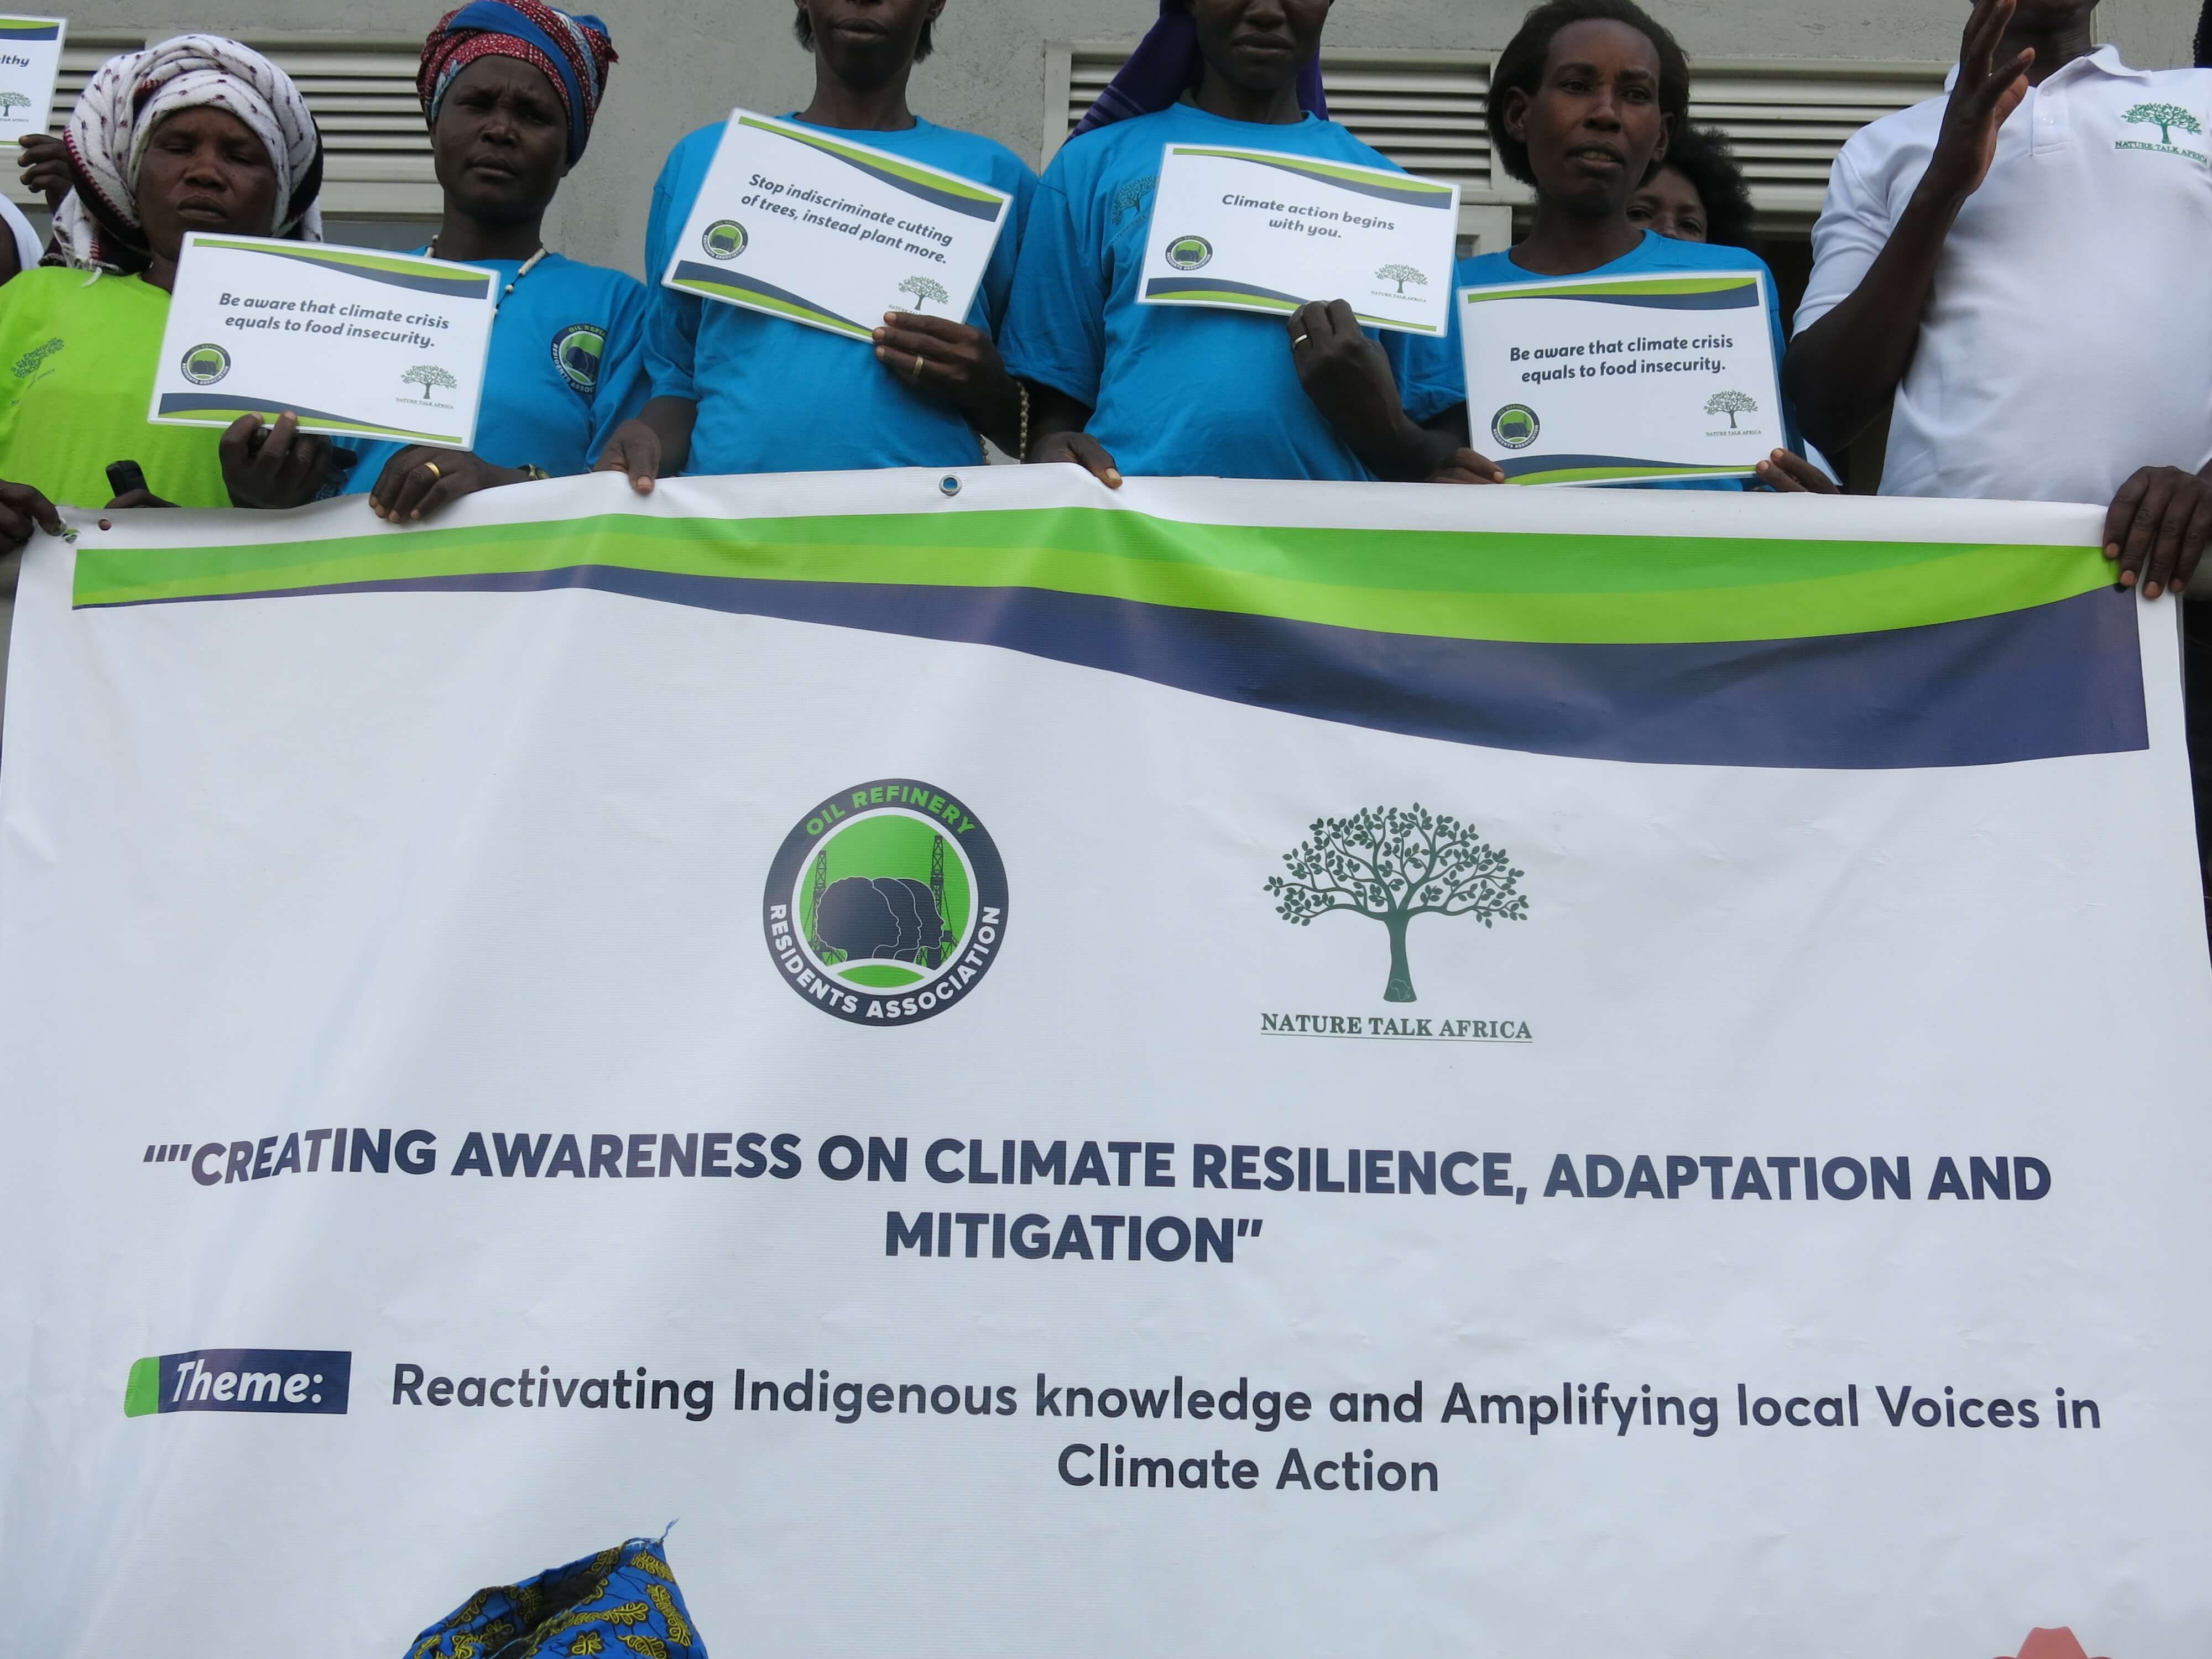 lthy
Be aware that climate crisis
equals to food insecurity.
NATURE TALK AFRICA
Stop indiscriminate cutting
of trees, instead plant more.
Climate action begins
with you.
NATURE TALK AFRICA
Be aware that climate crisis
equals to food insecurity.
NATURE TALK AFRICA
NATURE TALK AFRI
OIL REFINERY
RESIDENTS ASSOCIATION
NATURE TALK AFRICA
""CREATING AWARENESS ON CLIMATE RESILIENCE, ADAPTATION AND
MITIGATION"
Theme: Reactivating Indigenous knowledge and Amplifying local Voices in
Climate Action